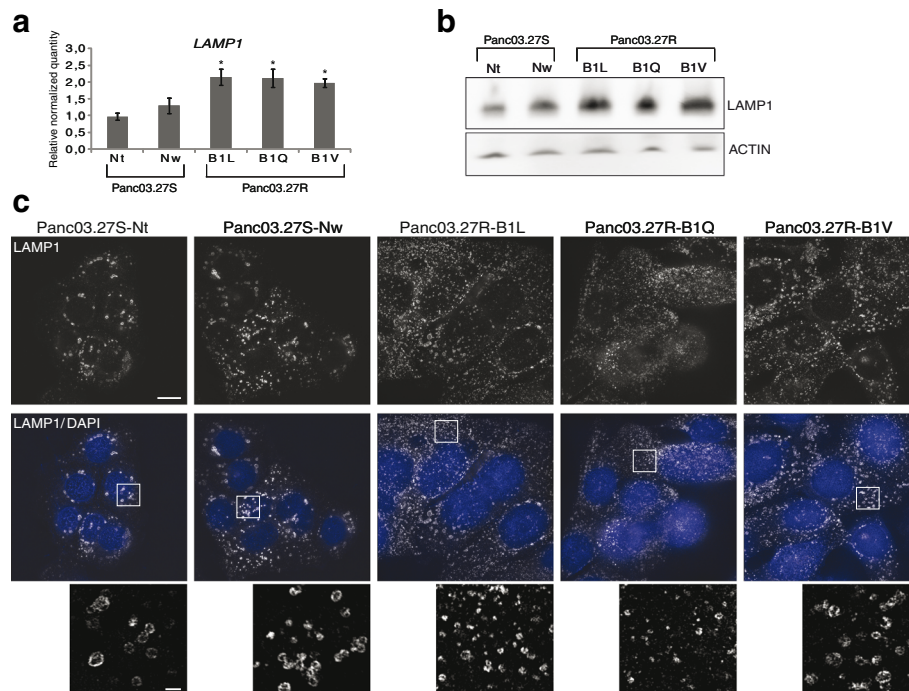 a
LAMP1
Relative normalized quantity
3,0
2,5
2,0
1,5
1,0
0,5
0,0
* * *
Nt Nw B1L B1Q B1V
Panc03.27S Panc03.27R
b
Panc03.27S Panc03.27R
Nt Nw B1L B1Q B1V
LAMP1
ACTIN
c
Panc03.27S-Nt Panc03.27S-Nw Panc03.27R-B1L Panc03.27R-B1Q Panc03.27R-B1V
LAMP1
LAMP1/DAPI